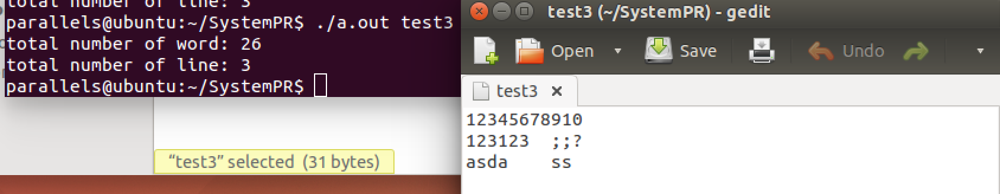 total number of line: 3
parallels@ubuntu:~/SystemPR$ ./a.out test3
total number of word: 26
total number of line: 3
parallels@ubuntu:~/SystemPR$
“test3” selected (31 bytes)
test3 (~/SystemPR) - gedit
Open Save Undo
test3
12345678910
123123 ;;?
asda ss